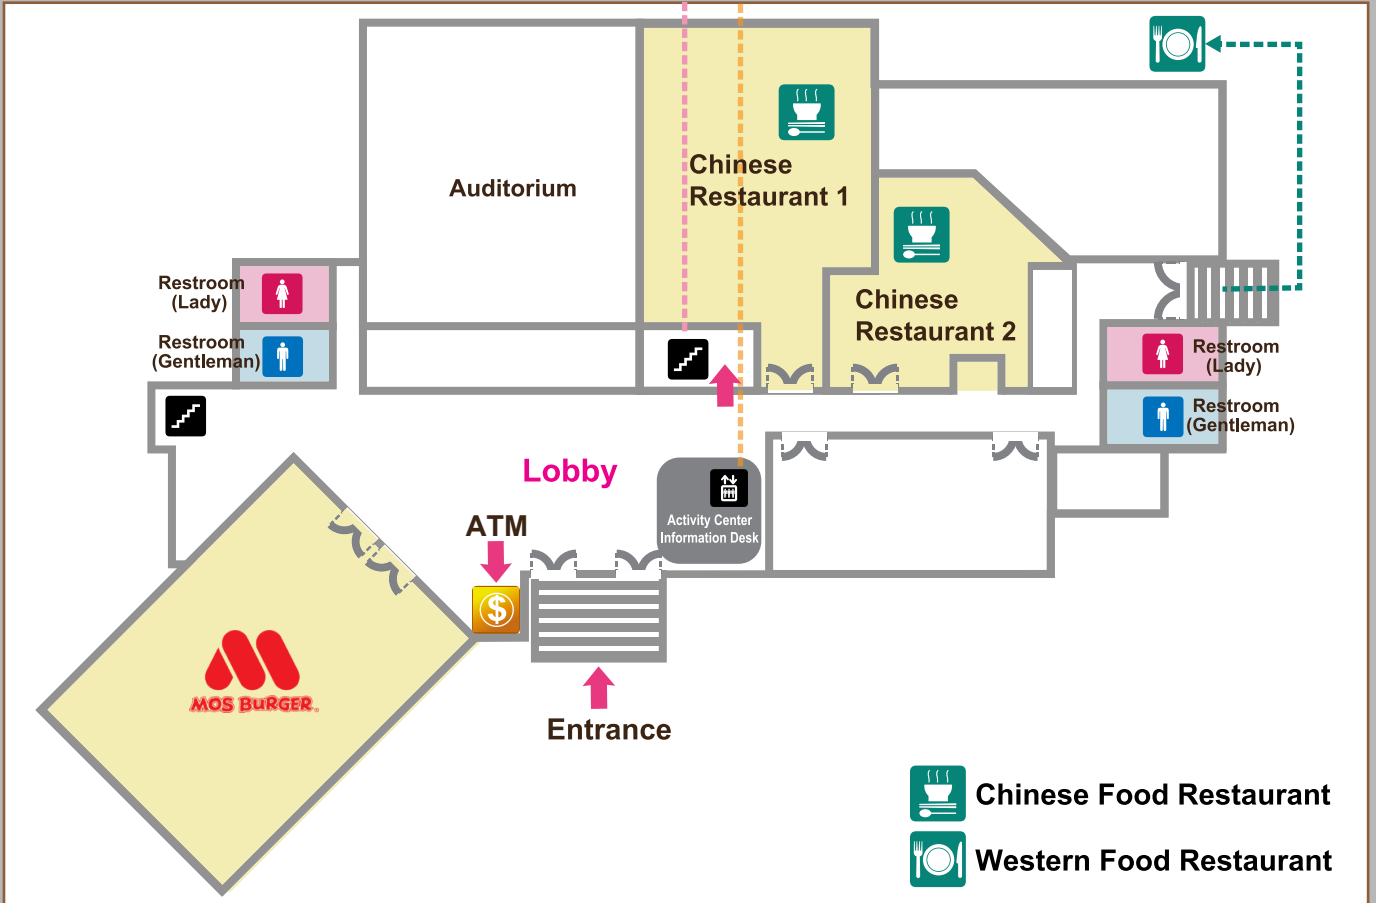 Chinese
Restaurant 1
Auditorium
Restroom
(Lady)
Chinese
Restaurant 2
Restroom
(Gentleman)
Restroom
(Lady)
Restroom
(Gentleman)
Lobby
ATM
Activity Center
Information Desk
$
MOS BURGER
Entrance
Chinese Food Restaurant
Western Food Restaurant